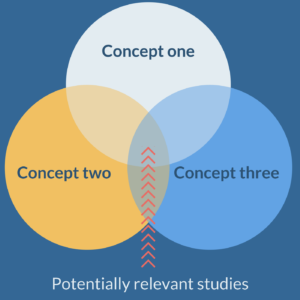 Concept one
Concept two
Concept three
Potentially relevant studies